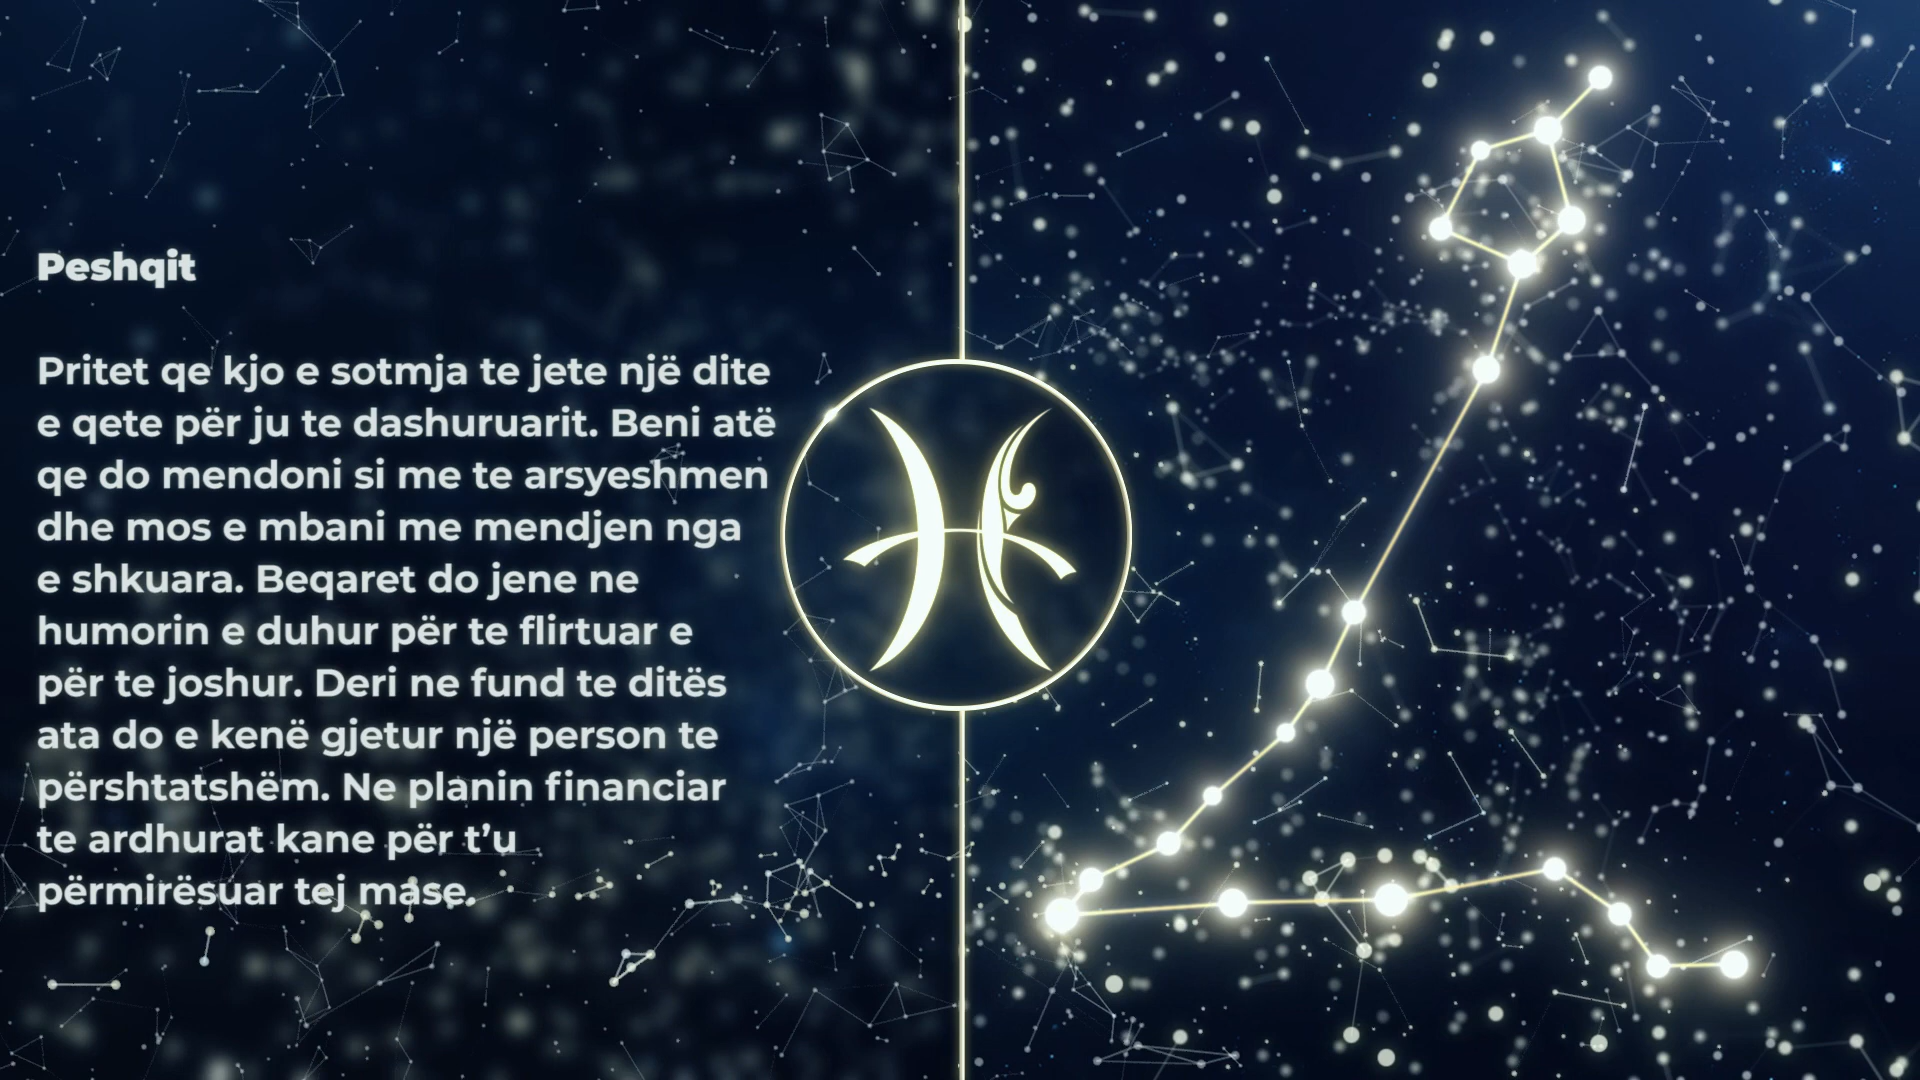 Peshqit
Pritet qe kjo e sotmja te jete një dite
e qete për ju te dashuruarit. Beni atë
qe do mendoni si me te arsyeshmen
dhe mos e mbani me mendjen nga
e shkuara. Beqaret do jene ne
humorin e duhur për te flirtuar e
për te joshur. Deri ne fund te ditës
ata do e kenë gjetur një person te
përshtatshëm. Ne planin financiar
te ardhurat kane për t’u
përmirësuar tej mase.